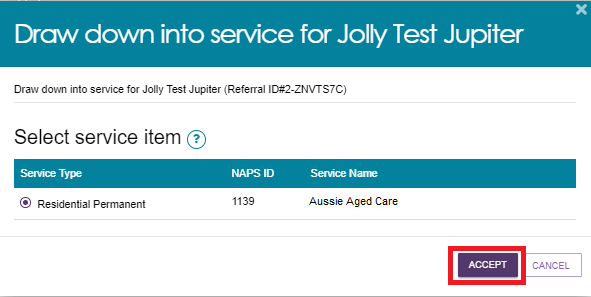 Draw down into service for Jolly Test Jupiter
Draw down into service for Jolly Test Jupiter (Referral ID#2-ZNVTS7C)
Select service item ?
Service Type NAPS ID Service Name
Residential Permanent 1139 Aussie Aged Care
ACCEPT CANCEL